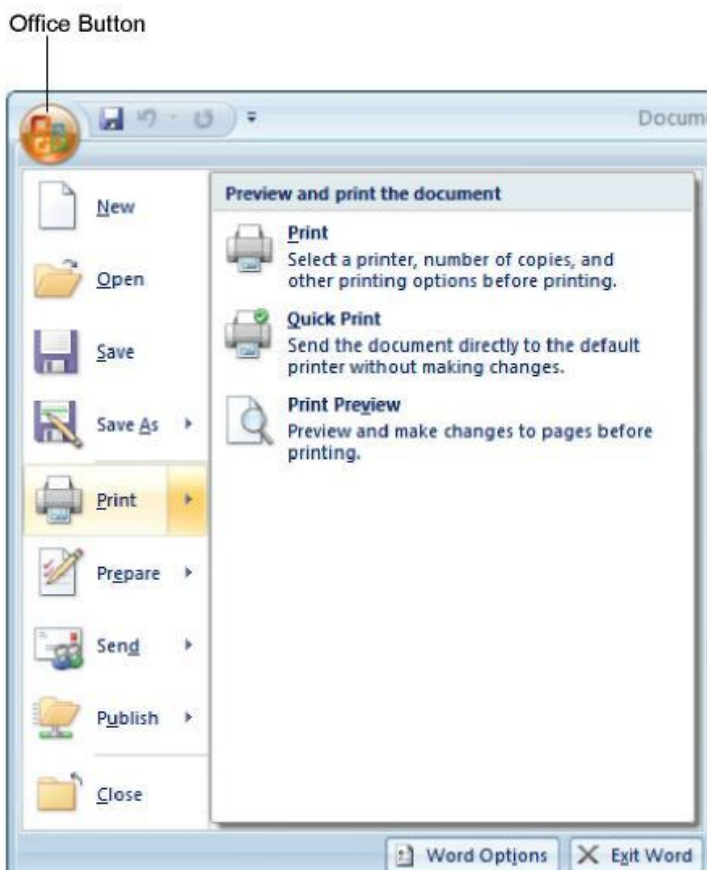 Office Button
Docum
New
Open
Save
Save As
Print
Prepare
Send
Publish
Close
Preview and print the document
Print
Select a printer, number of copies, and
other printing options before printing.
Quick Print
Send the document directly to the default
printer without making changes.
Print Preview
Preview and make changes to pages before
printing.
Word Options
Exit Word